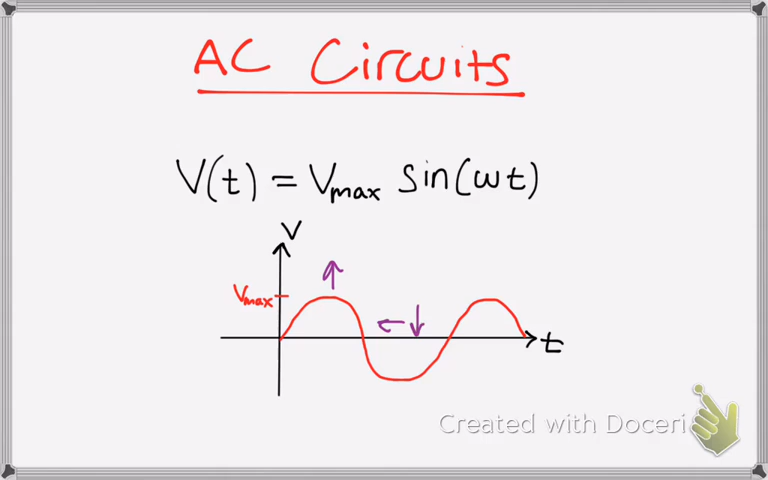 AC Circuits
V(t) = Vmax sin(ωt)
V
Vmax
t
Created with Doceri